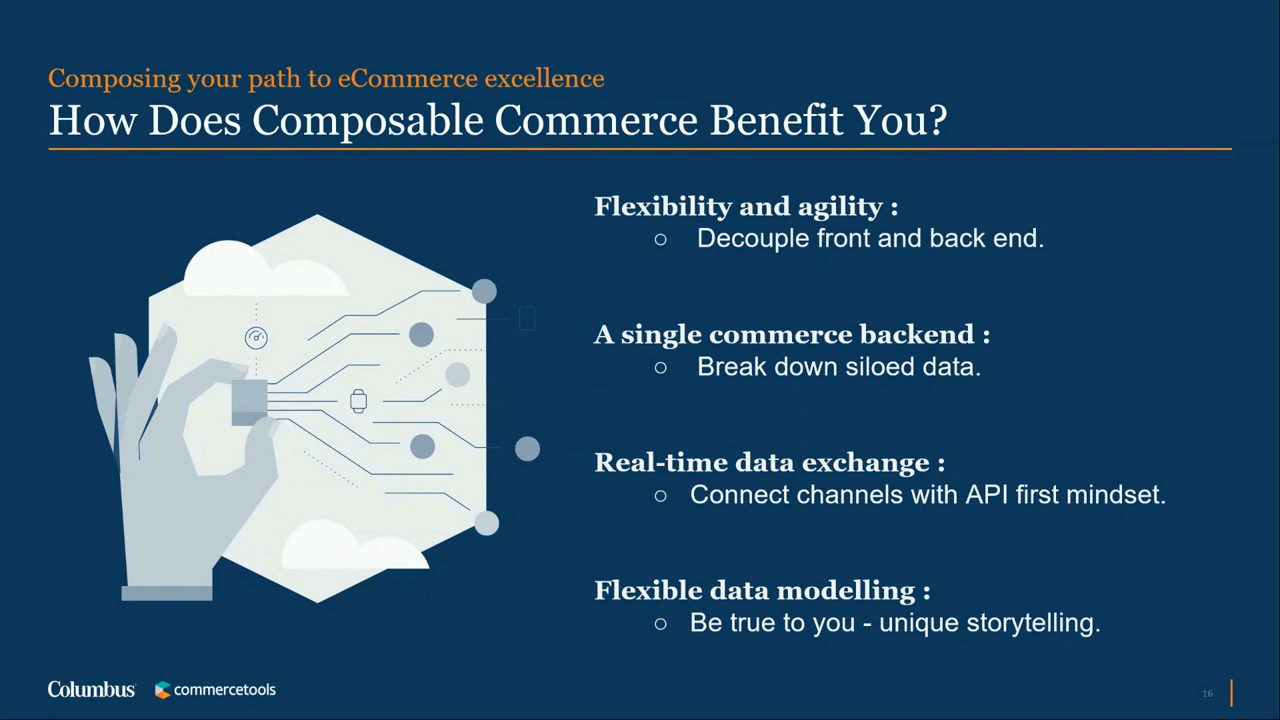 Composing your path to eCommerce excellence
How Does Composable Commerce Benefit You?
Flexibility and agility :
○ Decouple front and back end.
A single commerce backend :
○ Break down siloed data.
Real-time data exchange :
○ Connect channels with API first mindset.
Flexible data modelling :
○ Be true to you - unique storytelling.
Columbus commercetools
16